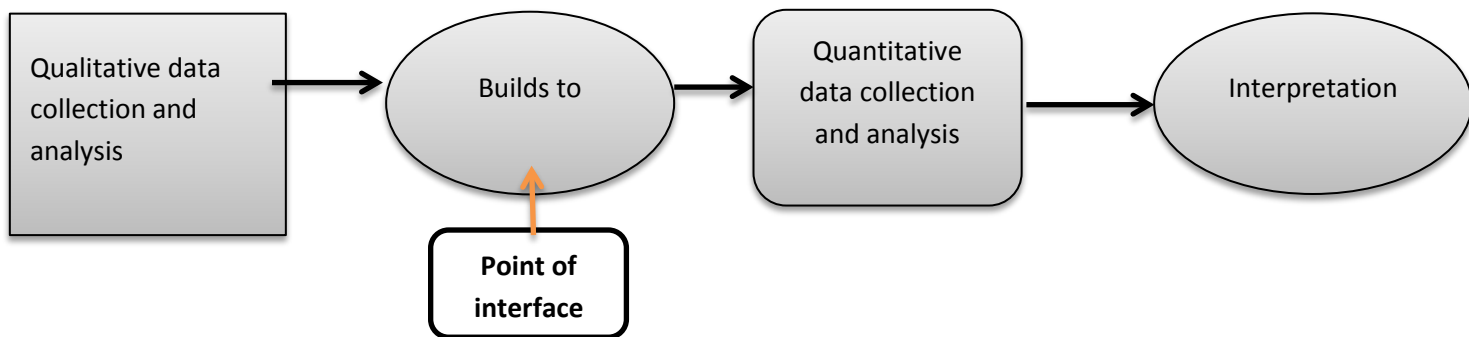 Qualitative data
collection and
analysis
Builds to
Quantitative
data collection
and analysis
Interpretation
Point of
interface